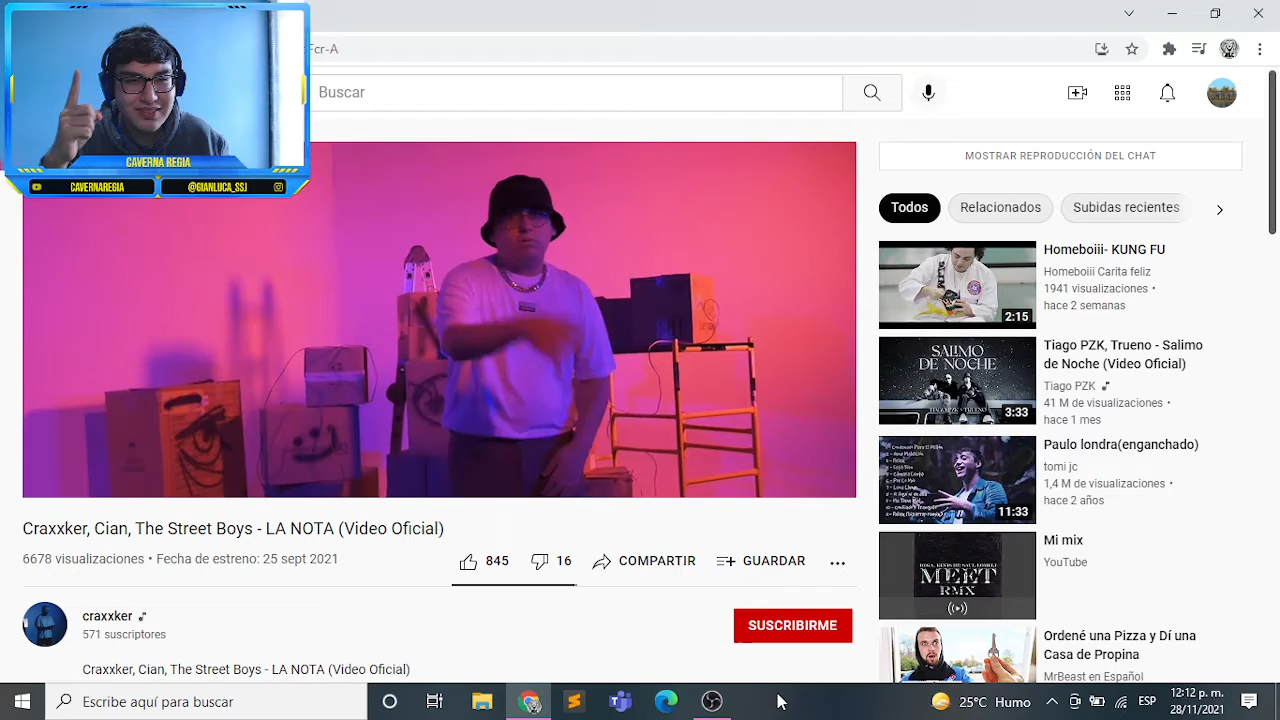 Fcr-A
Buscar
CAVERNA REGIA
CAVERNAREGIA
@GIANLUCA_SSJ
MOSTRAR REPRODUCCIÓN DEL CHAT
Todos
Relacionados
Subidas recientes
Homeboiii- KUNG FU
Homeboiii Carita feliz
1941 visualizaciones •
hace 2 semanas
2:15
Tiago PZK, Trueno - Salimo
de Noche (Video Oficial)
Tiago PZK
41 M de visualizaciones •
hace 1 mes
SALIMO
DE NOCHE
TIAGO PZK TRUENO
3:33
Paulo londra(enganchado)
tomi jc
1,4 M de visualizaciones •
hace 2 años
11:33
Mi mix
YouTube
MEET
RMX
Ordené una Pizza y Dí una
Casa de Propina
MrBeast en Español
Craxxker, Cian, The Street Boys - LA NOTA (Video Oficial)
6678 visualizaciones • Fecha de estreno: 25 sept 2021
845
16
COMPARTIR
GUARDAR
craxxker
571 suscriptores
SUSCRIBIRME
Craxxker, Cian, The Street Boys - LA NOTA (Video Oficial)
Escribe aquí para buscar
25°C Humo
ESP
12:12 p. m.
28/11/2021